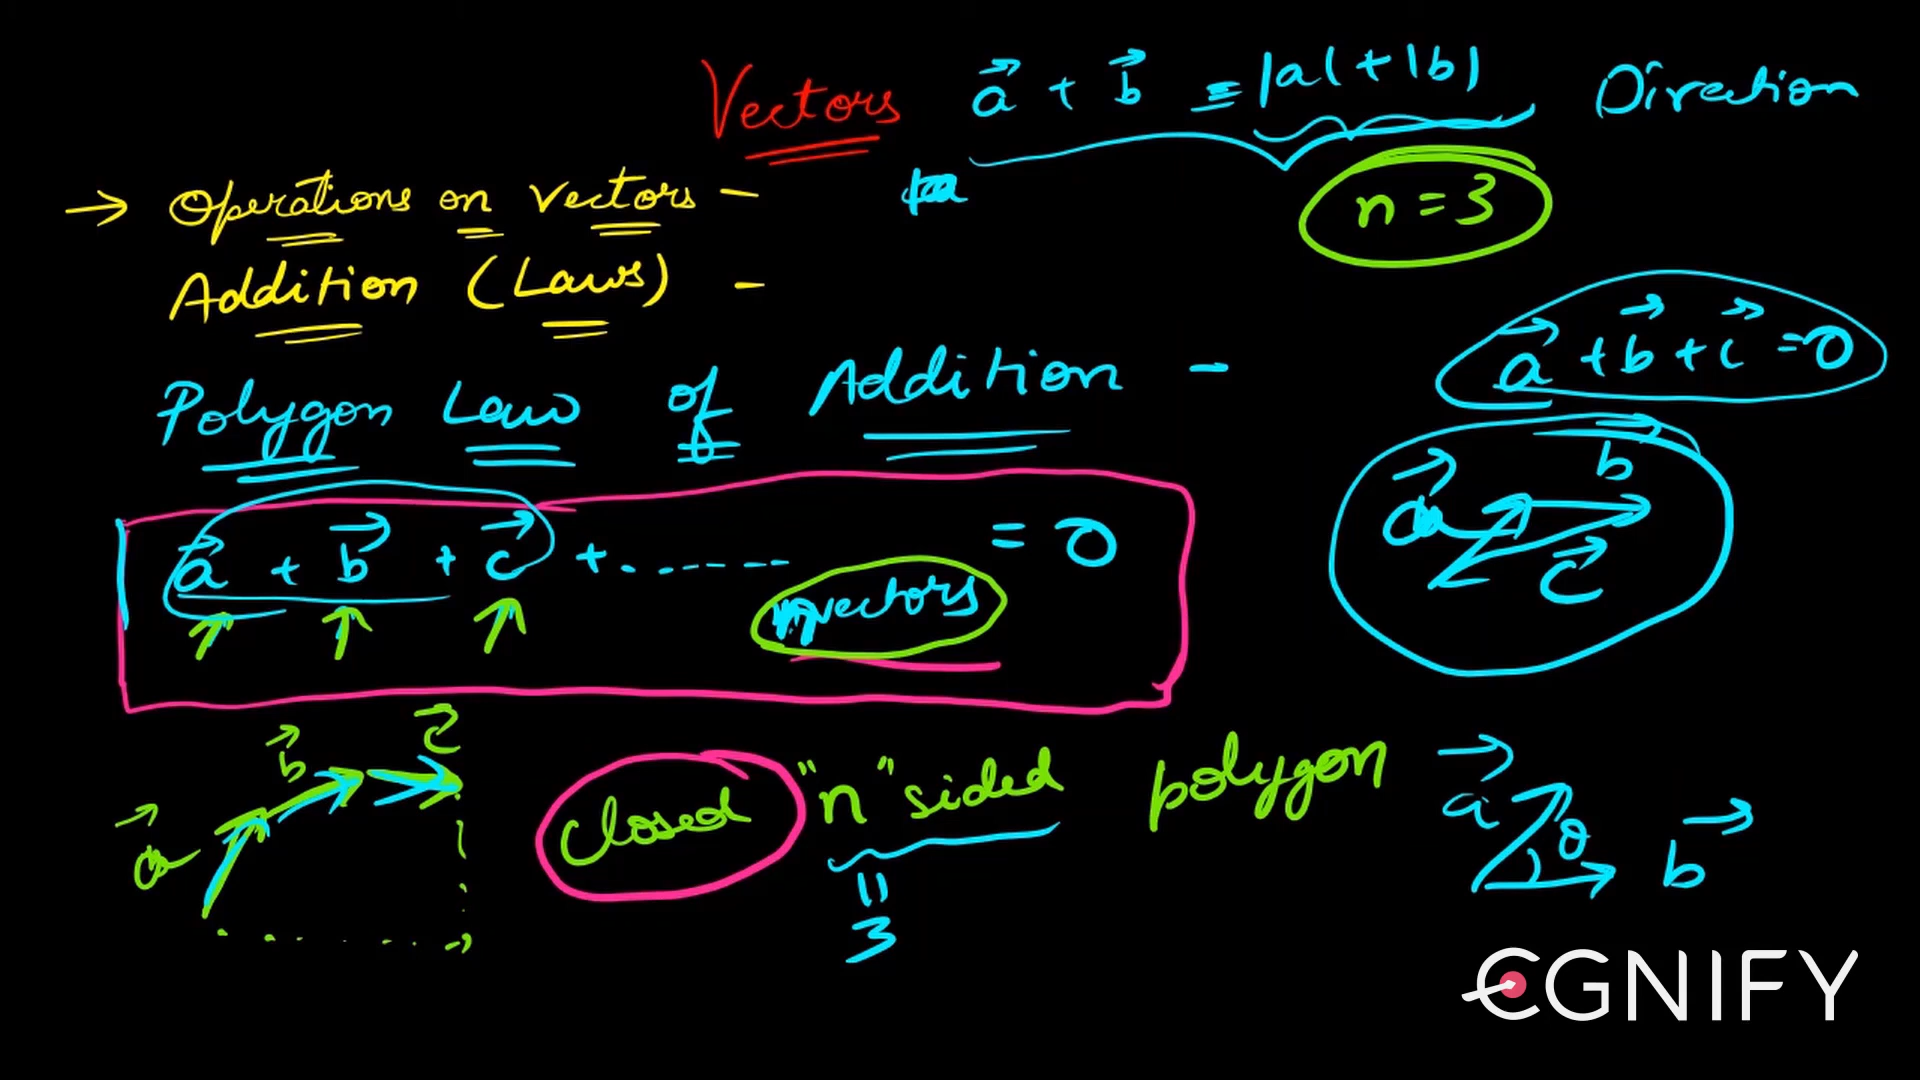 Vectors
a⃗ + b⃗ = |a| + |b|
Direction
→ Operations on vectors -
n = 3
Addition (Laws) -
a⃗ + b⃗ + c⃗ = 0
Polygon Law of Addition -
a⃗ b⃗ c⃗
a⃗ + b⃗ + c⃗ + ....... = 0
n vectors
a⃗ b⃗ c⃗
closed "n" sided polygon
= 3
a⃗ θ b⃗
EGNIFY